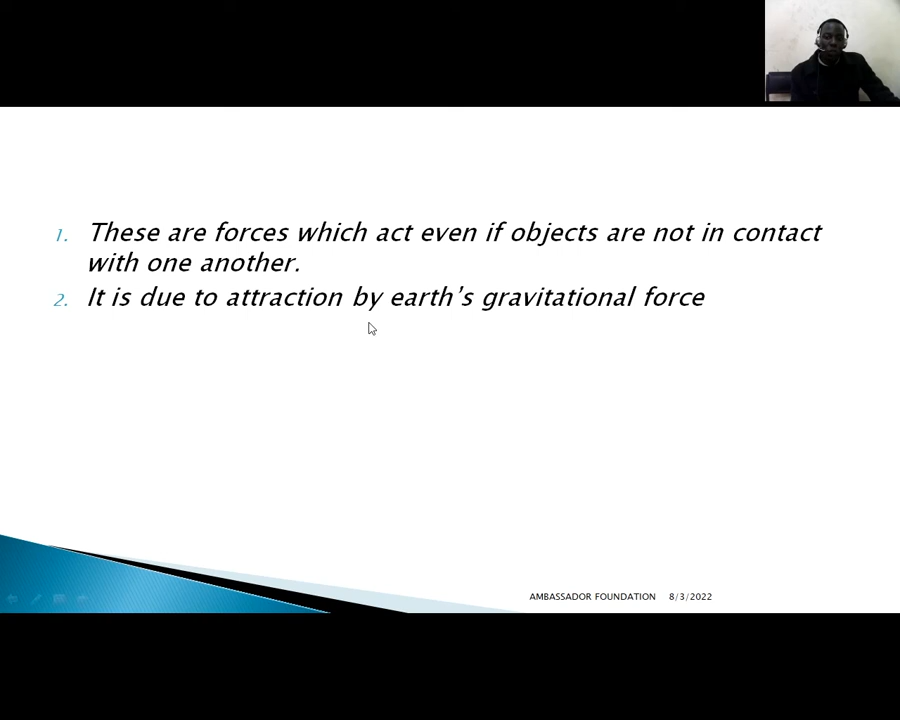 1. These are forces which act even if objects are not in contact
with one another.
2. It is due to attraction by earth's gravitational force
AMBASSADOR FOUNDATION 8/3/2022